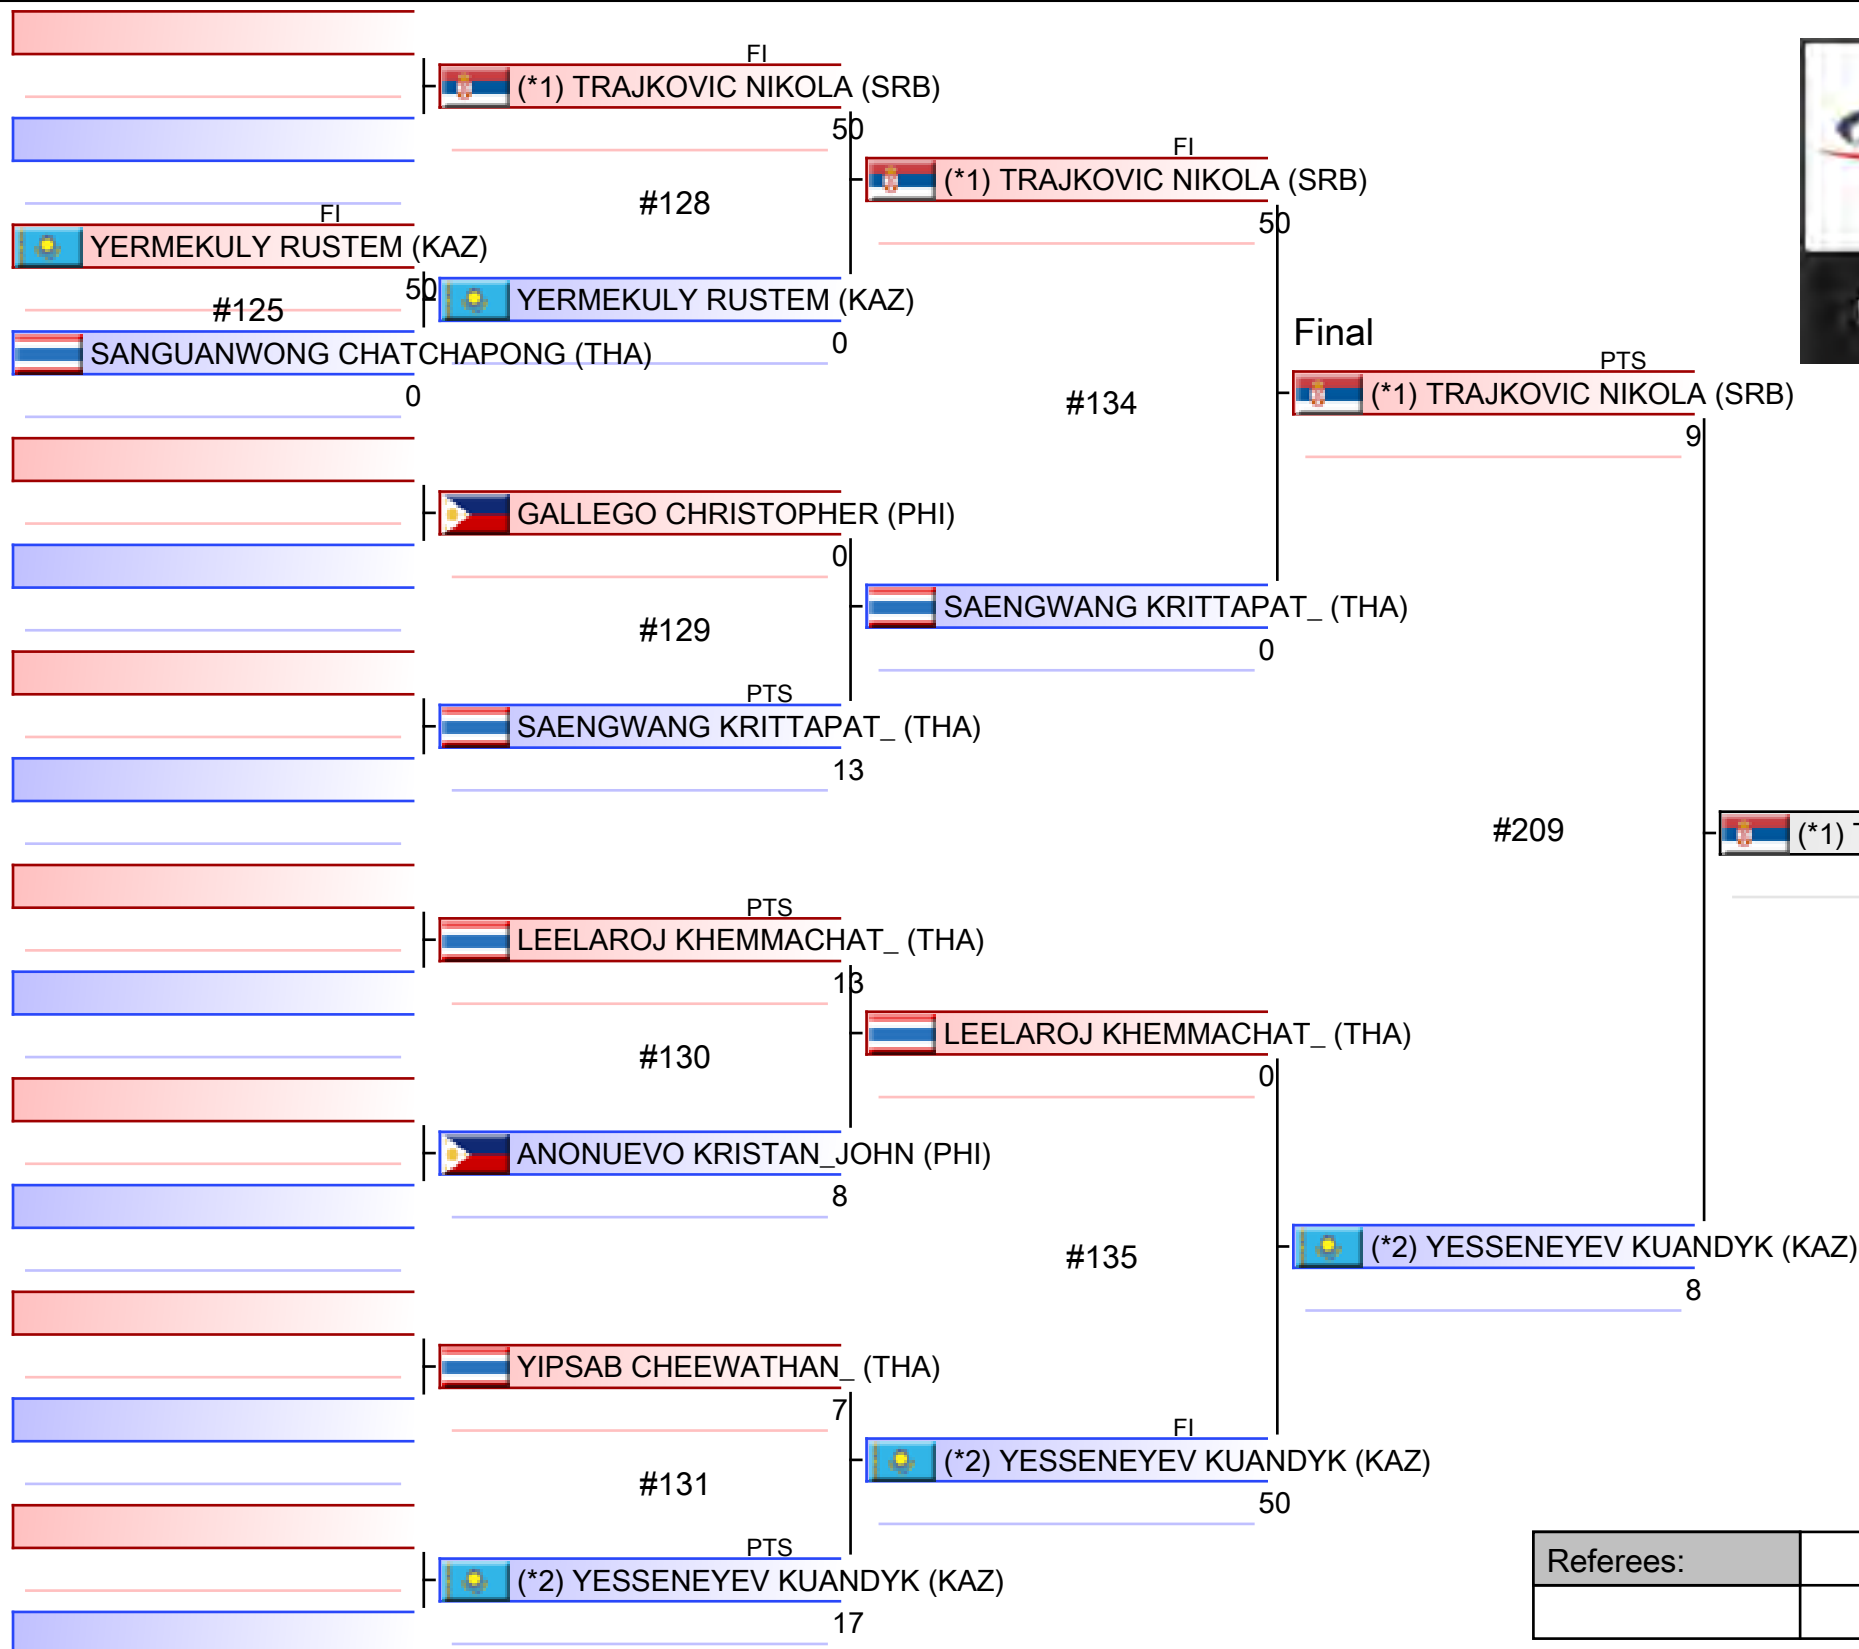 FI
(*1) TRAJKOVIC NIKOLA (SRB)
50
FI
(*1) TRAJKOVIC NIKOLA (SRB)
50
#128
FI
YERMEKULY RUSTEM (KAZ)
50
#125
YERMEKULY RUSTEM (KAZ)
0
SANGUANWONG CHATCHAPONG (THA)
0
Final
PTS
(*1) TRAJKOVIC NIKOLA (SRB)
9
#134
GALLEGO CHRISTOPHER (PHI)
0
SAENGWANG KRITTAPAT_ (THA)
0
#129
PTS
SAENGWANG KRITTAPAT_ (THA)
13
#209
(*1)
PTS
LEELAROJ KHEMMACHAT_ (THA)
13
LEELAROJ KHEMMACHAT_ (THA)
0
#130
ANONUEVO KRISTAN_JOHN (PHI)
8
#135
(*2) YESSENEYEV KUANDYK (KAZ)
8
YIPSAB CHEEWATHAN_ (THA)
7
FI
(*2) YESSENEYEV KUANDYK (KAZ)
50
#131
PTS
(*2) YESSENEYEV KUANDYK (KAZ)
17
Referees: